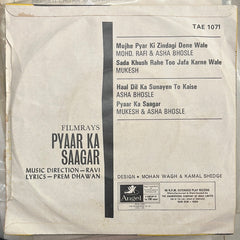 TAE 1071
Mujhe Pyar Ki Zindagi Dene Wale
MOHD. RAFI & ASHA BHOSLE
Sada Khush Rahe Too Jafa Karne Wale
MUKESH
Haal Dil Ka Sunayen To Kaise
ASHA BHOSLE
Pyaar Ka Saagar
MUKESH & ASHA BHOSLE
FILMRAYS
PYAAR KA
SAAGAR
MUSIC DIRECTION - RAVI
LYRICS - PREM DHAWAN
DESIGN • MOHAN WAGH & KAMAL SHEDGE
Angel